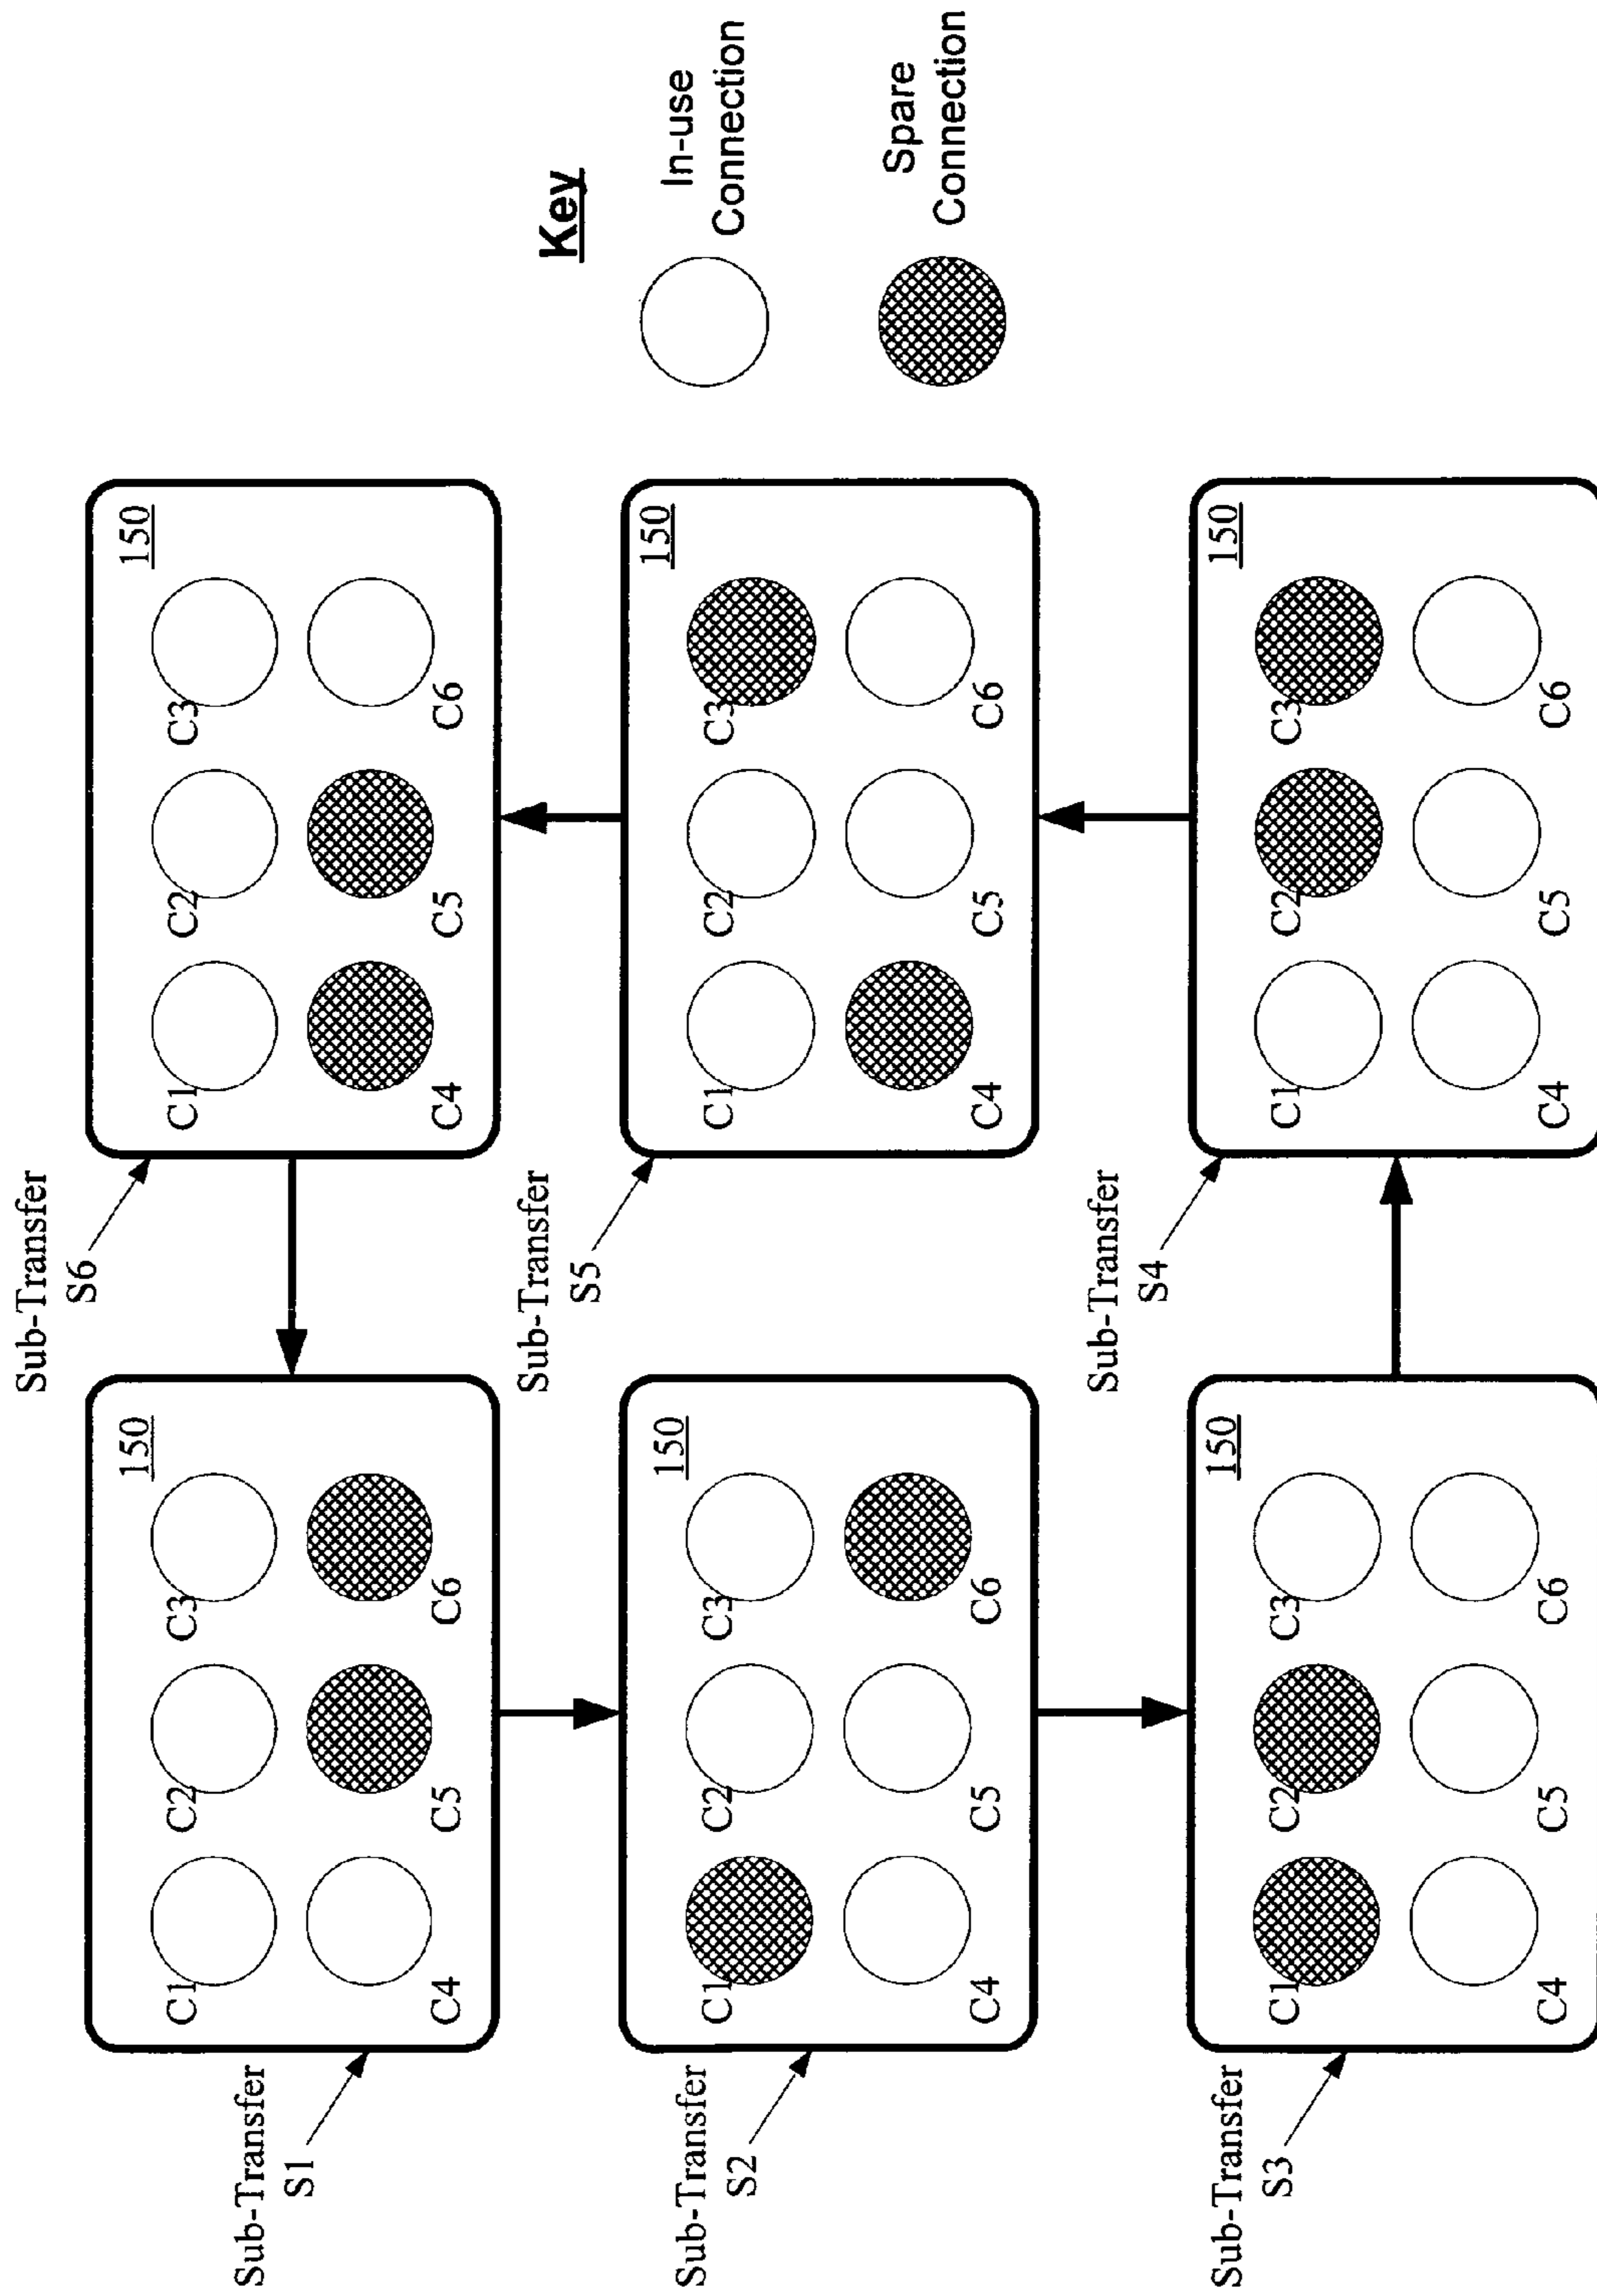 Sub-Transfer
S1
150
C1 C2 C3
C4 C5 C6
Sub-Transfer
S2
150
C1 C2 C3
C4 C5 C6
Sub-Transfer
S3
150
C1 C2 C3
C4 C5 C6
Sub-Transfer
S4
150
C1 C2 C3
C4 C5 C6
Sub-Transfer
S5
150
C1 C2 C3
C4 C5 C6
Sub-Transfer
S6
150
C1 C2 C3
C4 C5 C6
Key
In-use
Connection
Spare
Connection